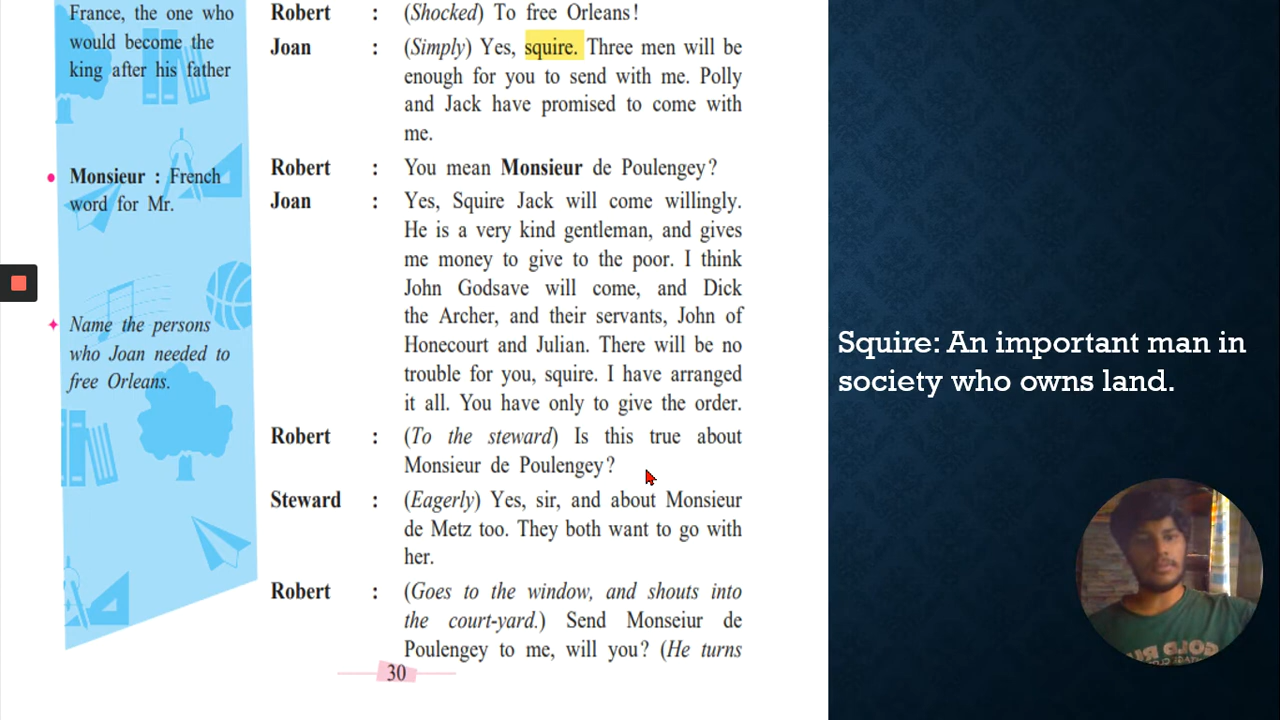 France, the one who
would become the
king after his father
Monsieur : French
word for Mr.
Name the persons
who Joan needed to
free Orleans.
Robert : (Shocked) To free Orleans!
Joan : (Simply) Yes, squire. Three men will be
enough for you to send with me. Polly
and Jack have promised to come with
me.
Robert : You mean Monsieur de Poulengey?
Joan : Yes, Squire Jack will come willingly.
He is a very kind gentleman, and gives
me money to give to the poor. I think
John Godsave will come, and Dick
the Archer, and their servants, John of
Honecourt and Julian. There will be no
trouble for you, squire. I have arranged
it all. You have only to give the order.
Robert : (To the steward) Is this true about
Monsieur de Poulengey?
Steward : (Eagerly) Yes, sir, and about Monsieur
de Metz too. They both want to go with
her.
Robert : (Goes to the window, and shouts into
the court-yard.) Send Monseiur de
Poulengey to me, will you? (He turns
30
Squire: An important man in
society who owns land.